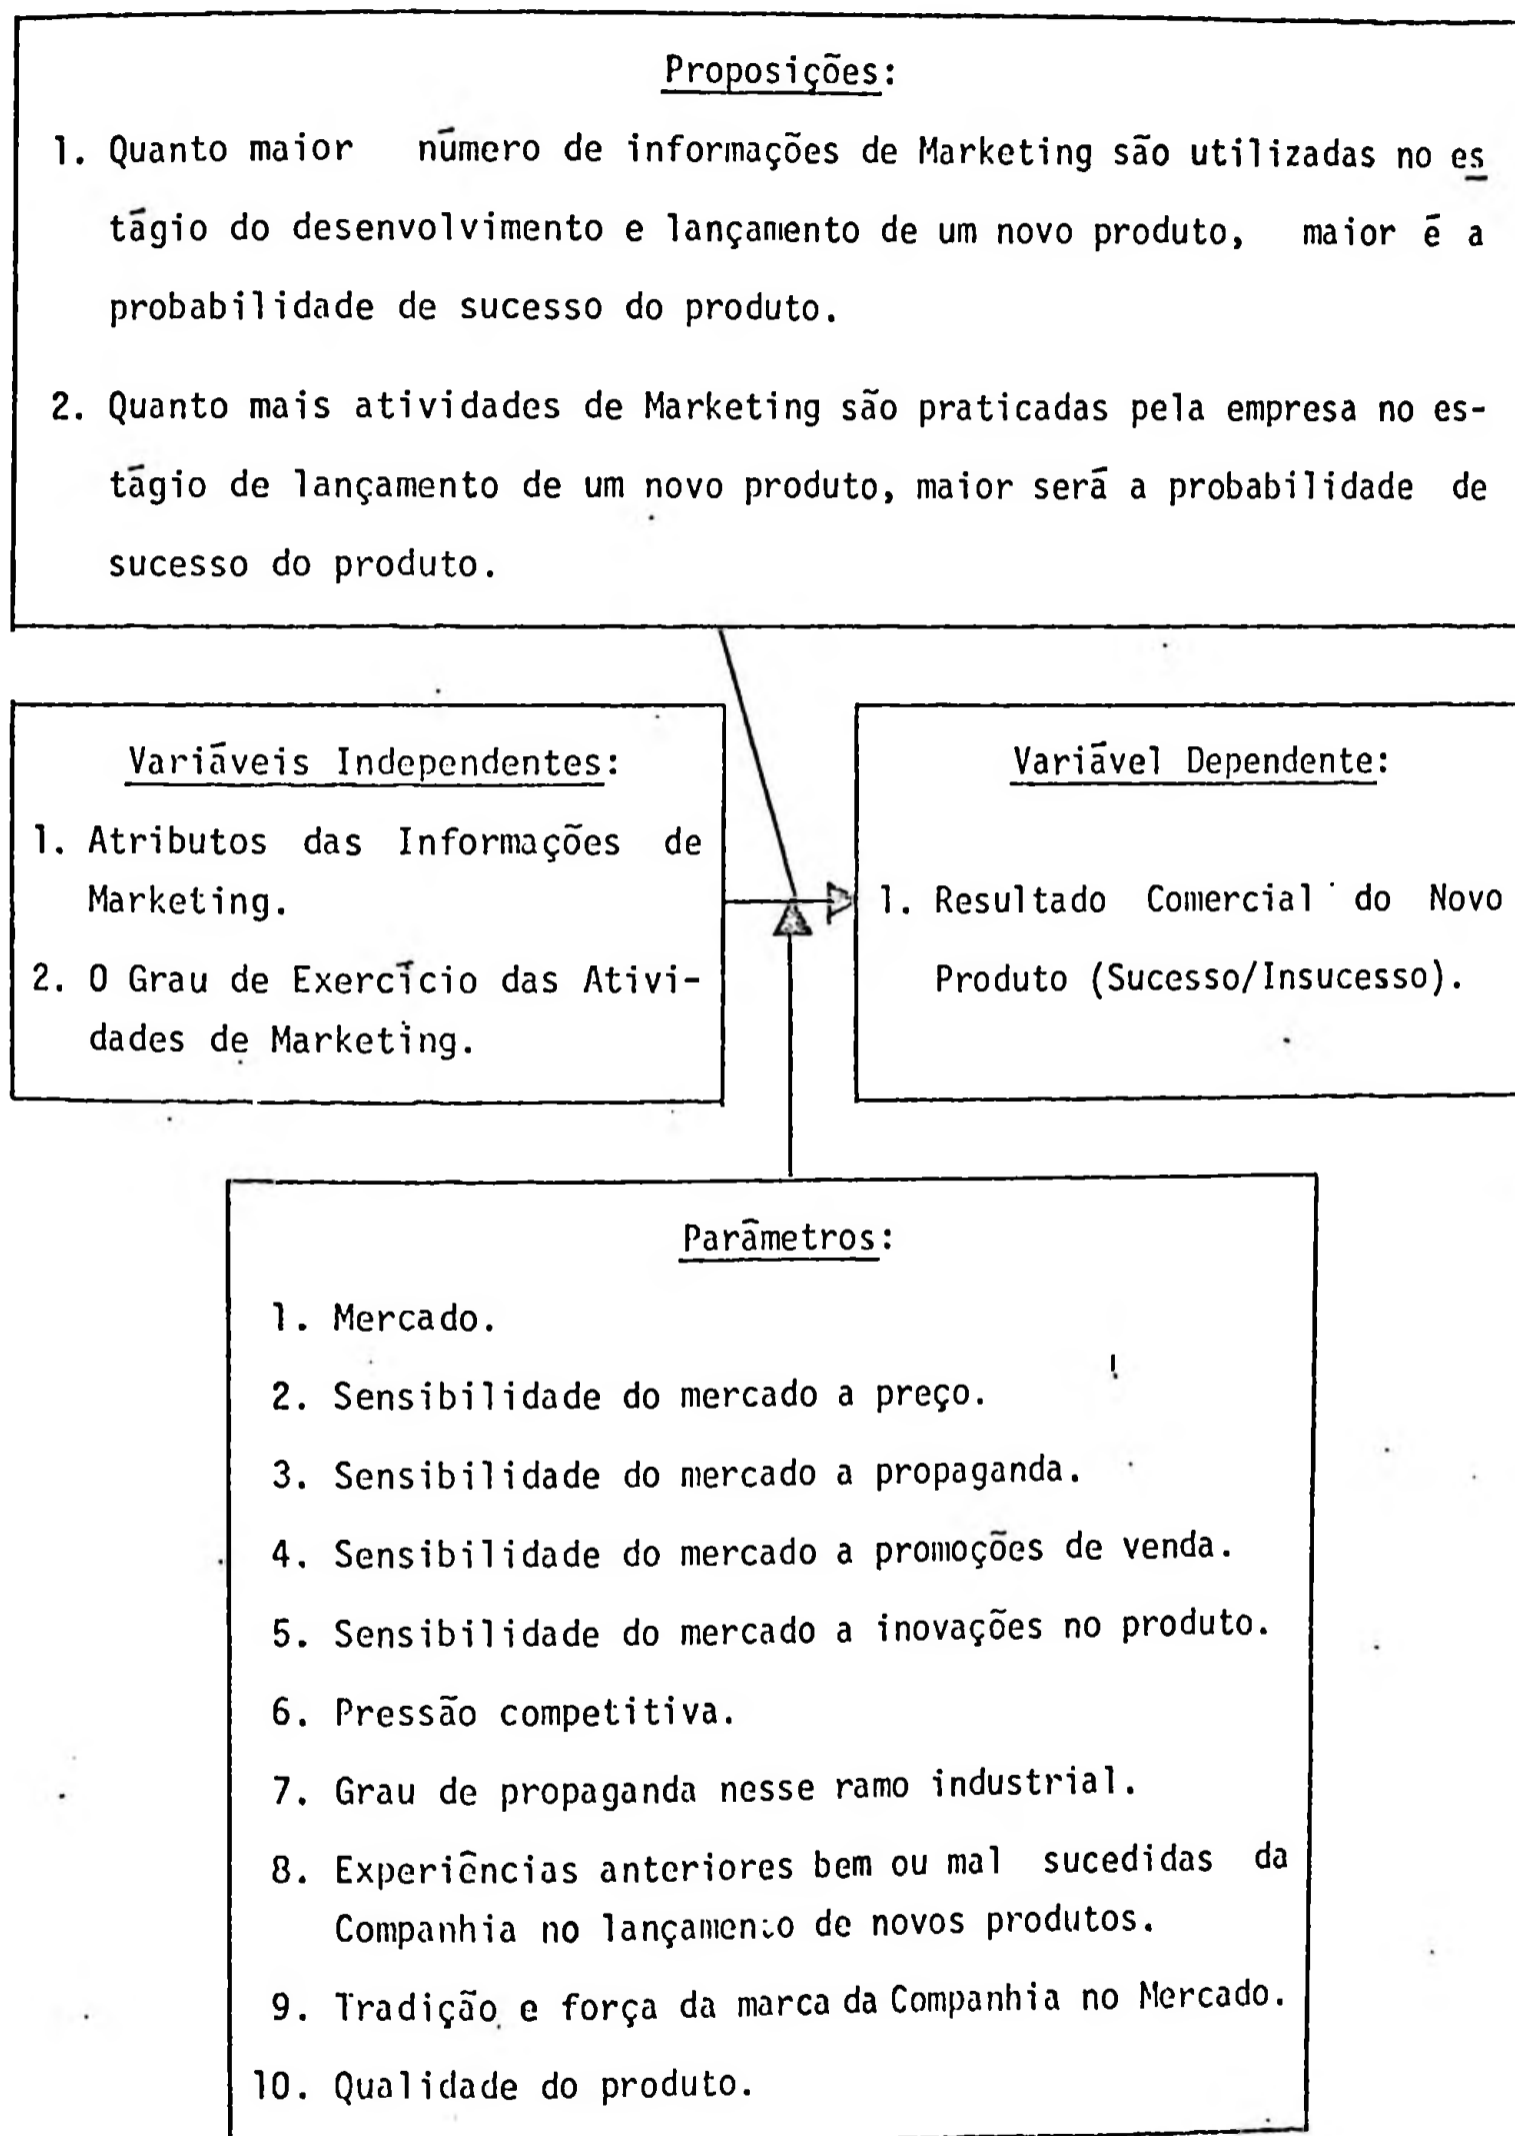 Proposições:
1. Quanto maior número de informações de Marketing são utilizadas no es
tágio do desenvolvimento e lançamento de um novo produto, maior é a
probabilidade de sucesso do produto.
2. Quanto mais atividades de Marketing são praticadas pela empresa no es-
tágio de lançamento de um novo produto, maior será a probabilidade de
sucesso do produto.
Variáveis Independentes:
1. Atributos das Informações de
Marketing.
2. O Grau de Exercício das Ativi-
dades de Marketing.
Variável Dependente:
1. Resultado Comercial do Novo
Produto (Sucesso/Insucesso).
Parâmetros:
1. Mercado.
2. Sensibilidade do mercado a preço.
3. Sensibilidade do mercado a propaganda.
4. Sensibilidade do mercado a promoções de venda.
5. Sensibilidade do mercado a inovações no produto.
6. Pressão competitiva.
7. Grau de propaganda nesse ramo industrial.
8. Experiências anteriores bem ou mal sucedidas da
Companhia no lançamento de novos produtos.
9. Tradição e força da marca da Companhia no Mercado.
10. Qualidade do produto.